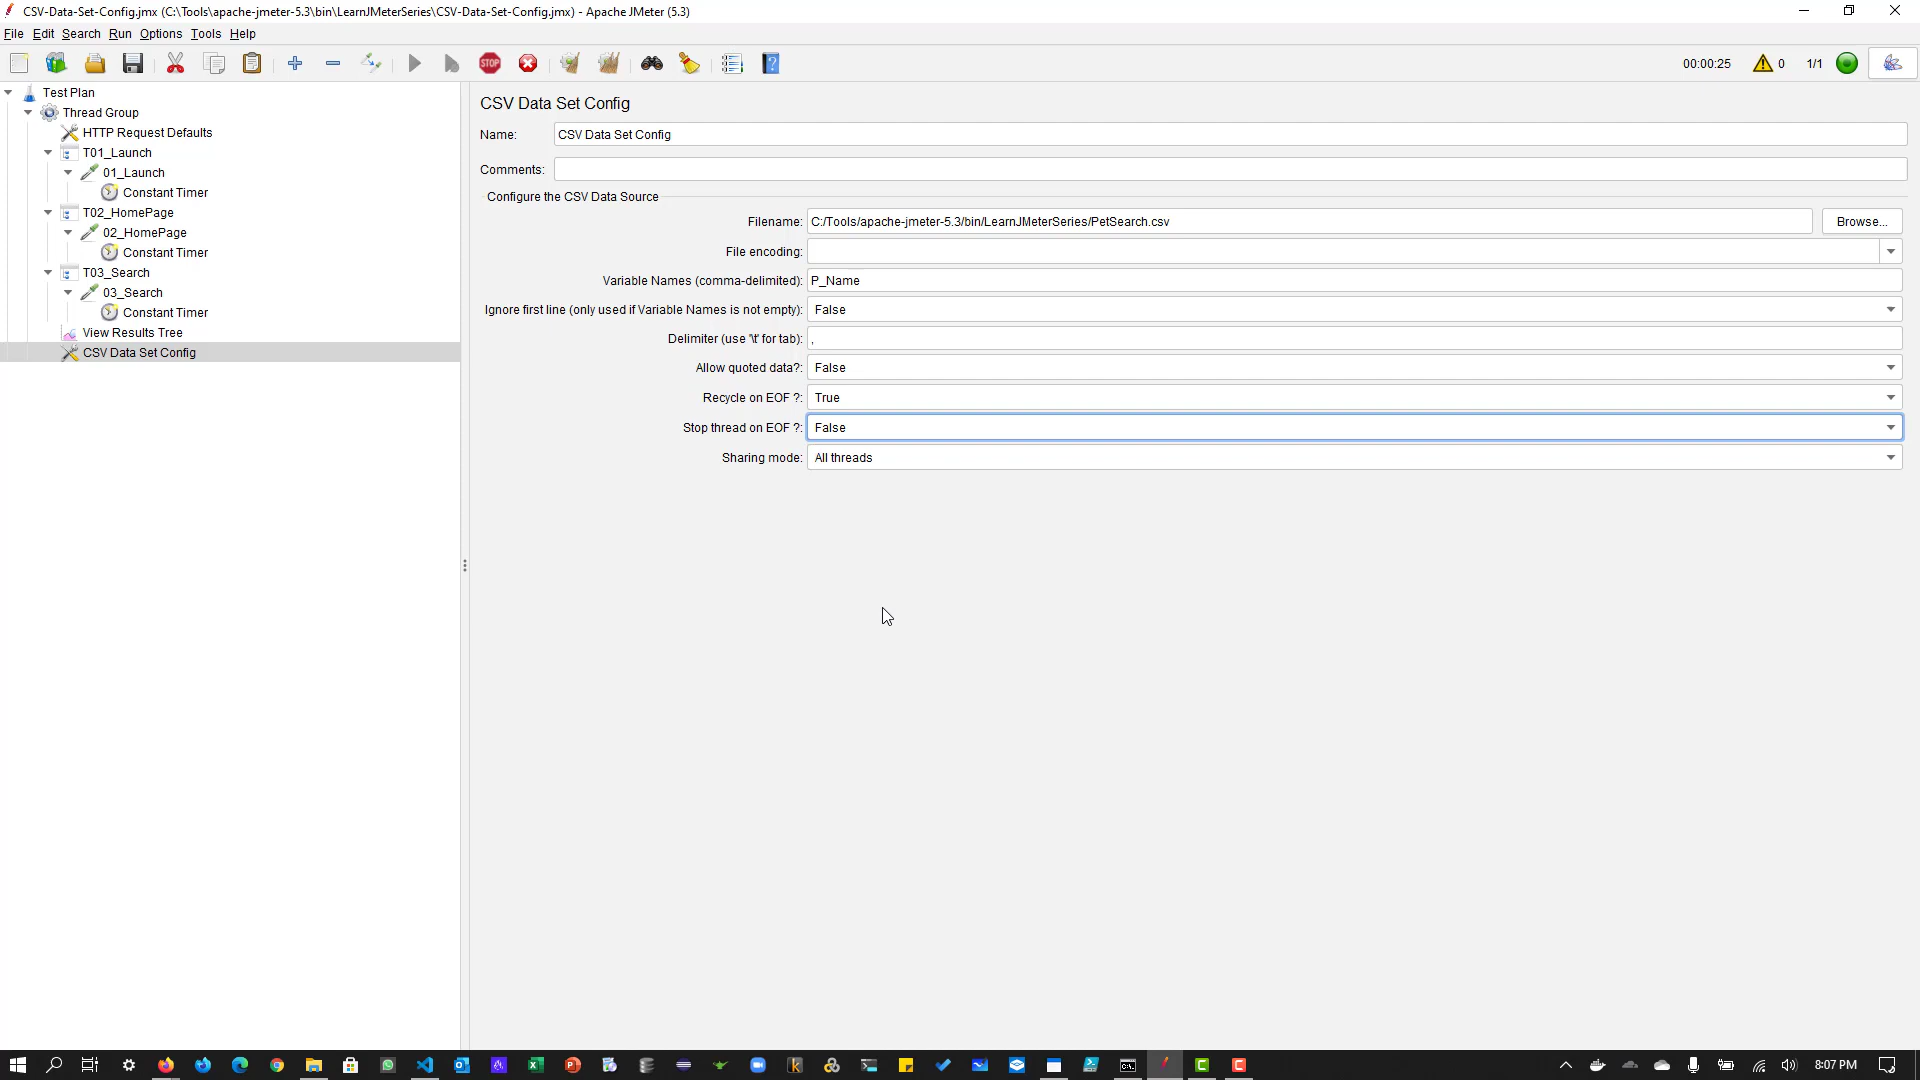 CSV-Data-Set-Config.jmx (C:\Tools\apache-jmeter-5.3\bin\LearnJMeterSeries\CSV-Data-Set-Config.jmx) - Apache JMeter (5.3)
File Edit Search Run Options Tools Help
STOP
00:00:25 0 1/1
Test Plan
Thread Group
HTTP Request Defaults
T01_Launch
01_Launch
Constant Timer
T02_HomePage
02_HomePage
Constant Timer
T03_Search
03_Search
Constant Timer
View Results Tree
CSV Data Set Config
CSV Data Set Config
Name: CSV Data Set Config
Comments:
Configure the CSV Data Source
Filename: C:/Tools/apache-jmeter-5.3/bin/LearnJMeterSeries/PetSearch.csv Browse...
File encoding:
Variable Names (comma-delimited): P_Name
Ignore first line (only used if Variable Names is not empty): False
Delimiter (use '\t' for tab): ,
Allow quoted data?: False
Recycle on EOF ?: True
Stop thread on EOF ?: False
Sharing mode: All threads
8:07 PM